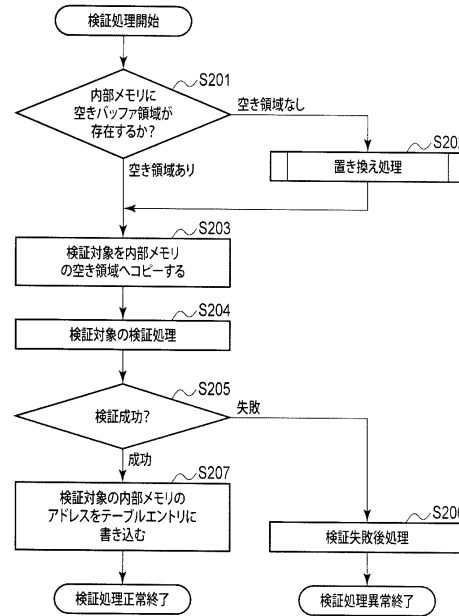 検証処理開始
S201
内部メモリに
空きバッファ領域が
存在するか?
空き領域なし
S202
置き換え処理
空き領域あり
S203
検証対象を内部メモリ
の空き領域へコピーする
S204
検証対象の検証処理
S205
検証成功?
失敗
成功
S207
検証対象の内部メモリの
アドレスをテーブルエントリに
書き込む
S206
検証失敗後処理
検証処理正常終了
検証処理異常終了